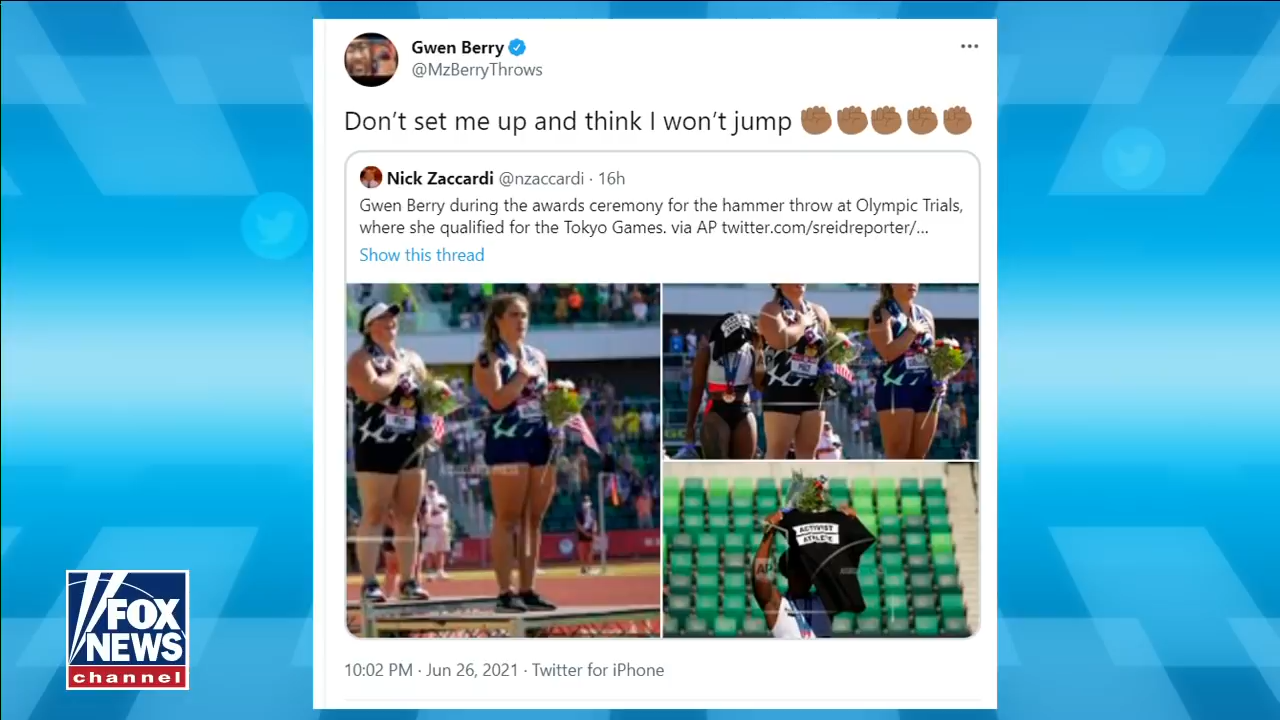 Gwen Berry
@MzBerryThrows
Don't set me up and think I won't jump ✊🏾✊🏾✊🏾✊🏾✊🏾
Nick Zaccardi @nzaccardi · 16h
Gwen Berry during the awards ceremony for the hammer throw at Olympic Trials,
where she qualified for the Tokyo Games. via AP twitter.com/sreidreporter/...
Show this thread
AP
ACTIVIST
ATHLETE
AP
10:02 PM · Jun 26, 2021 · Twitter for iPhone
FOX
NEWS
channel